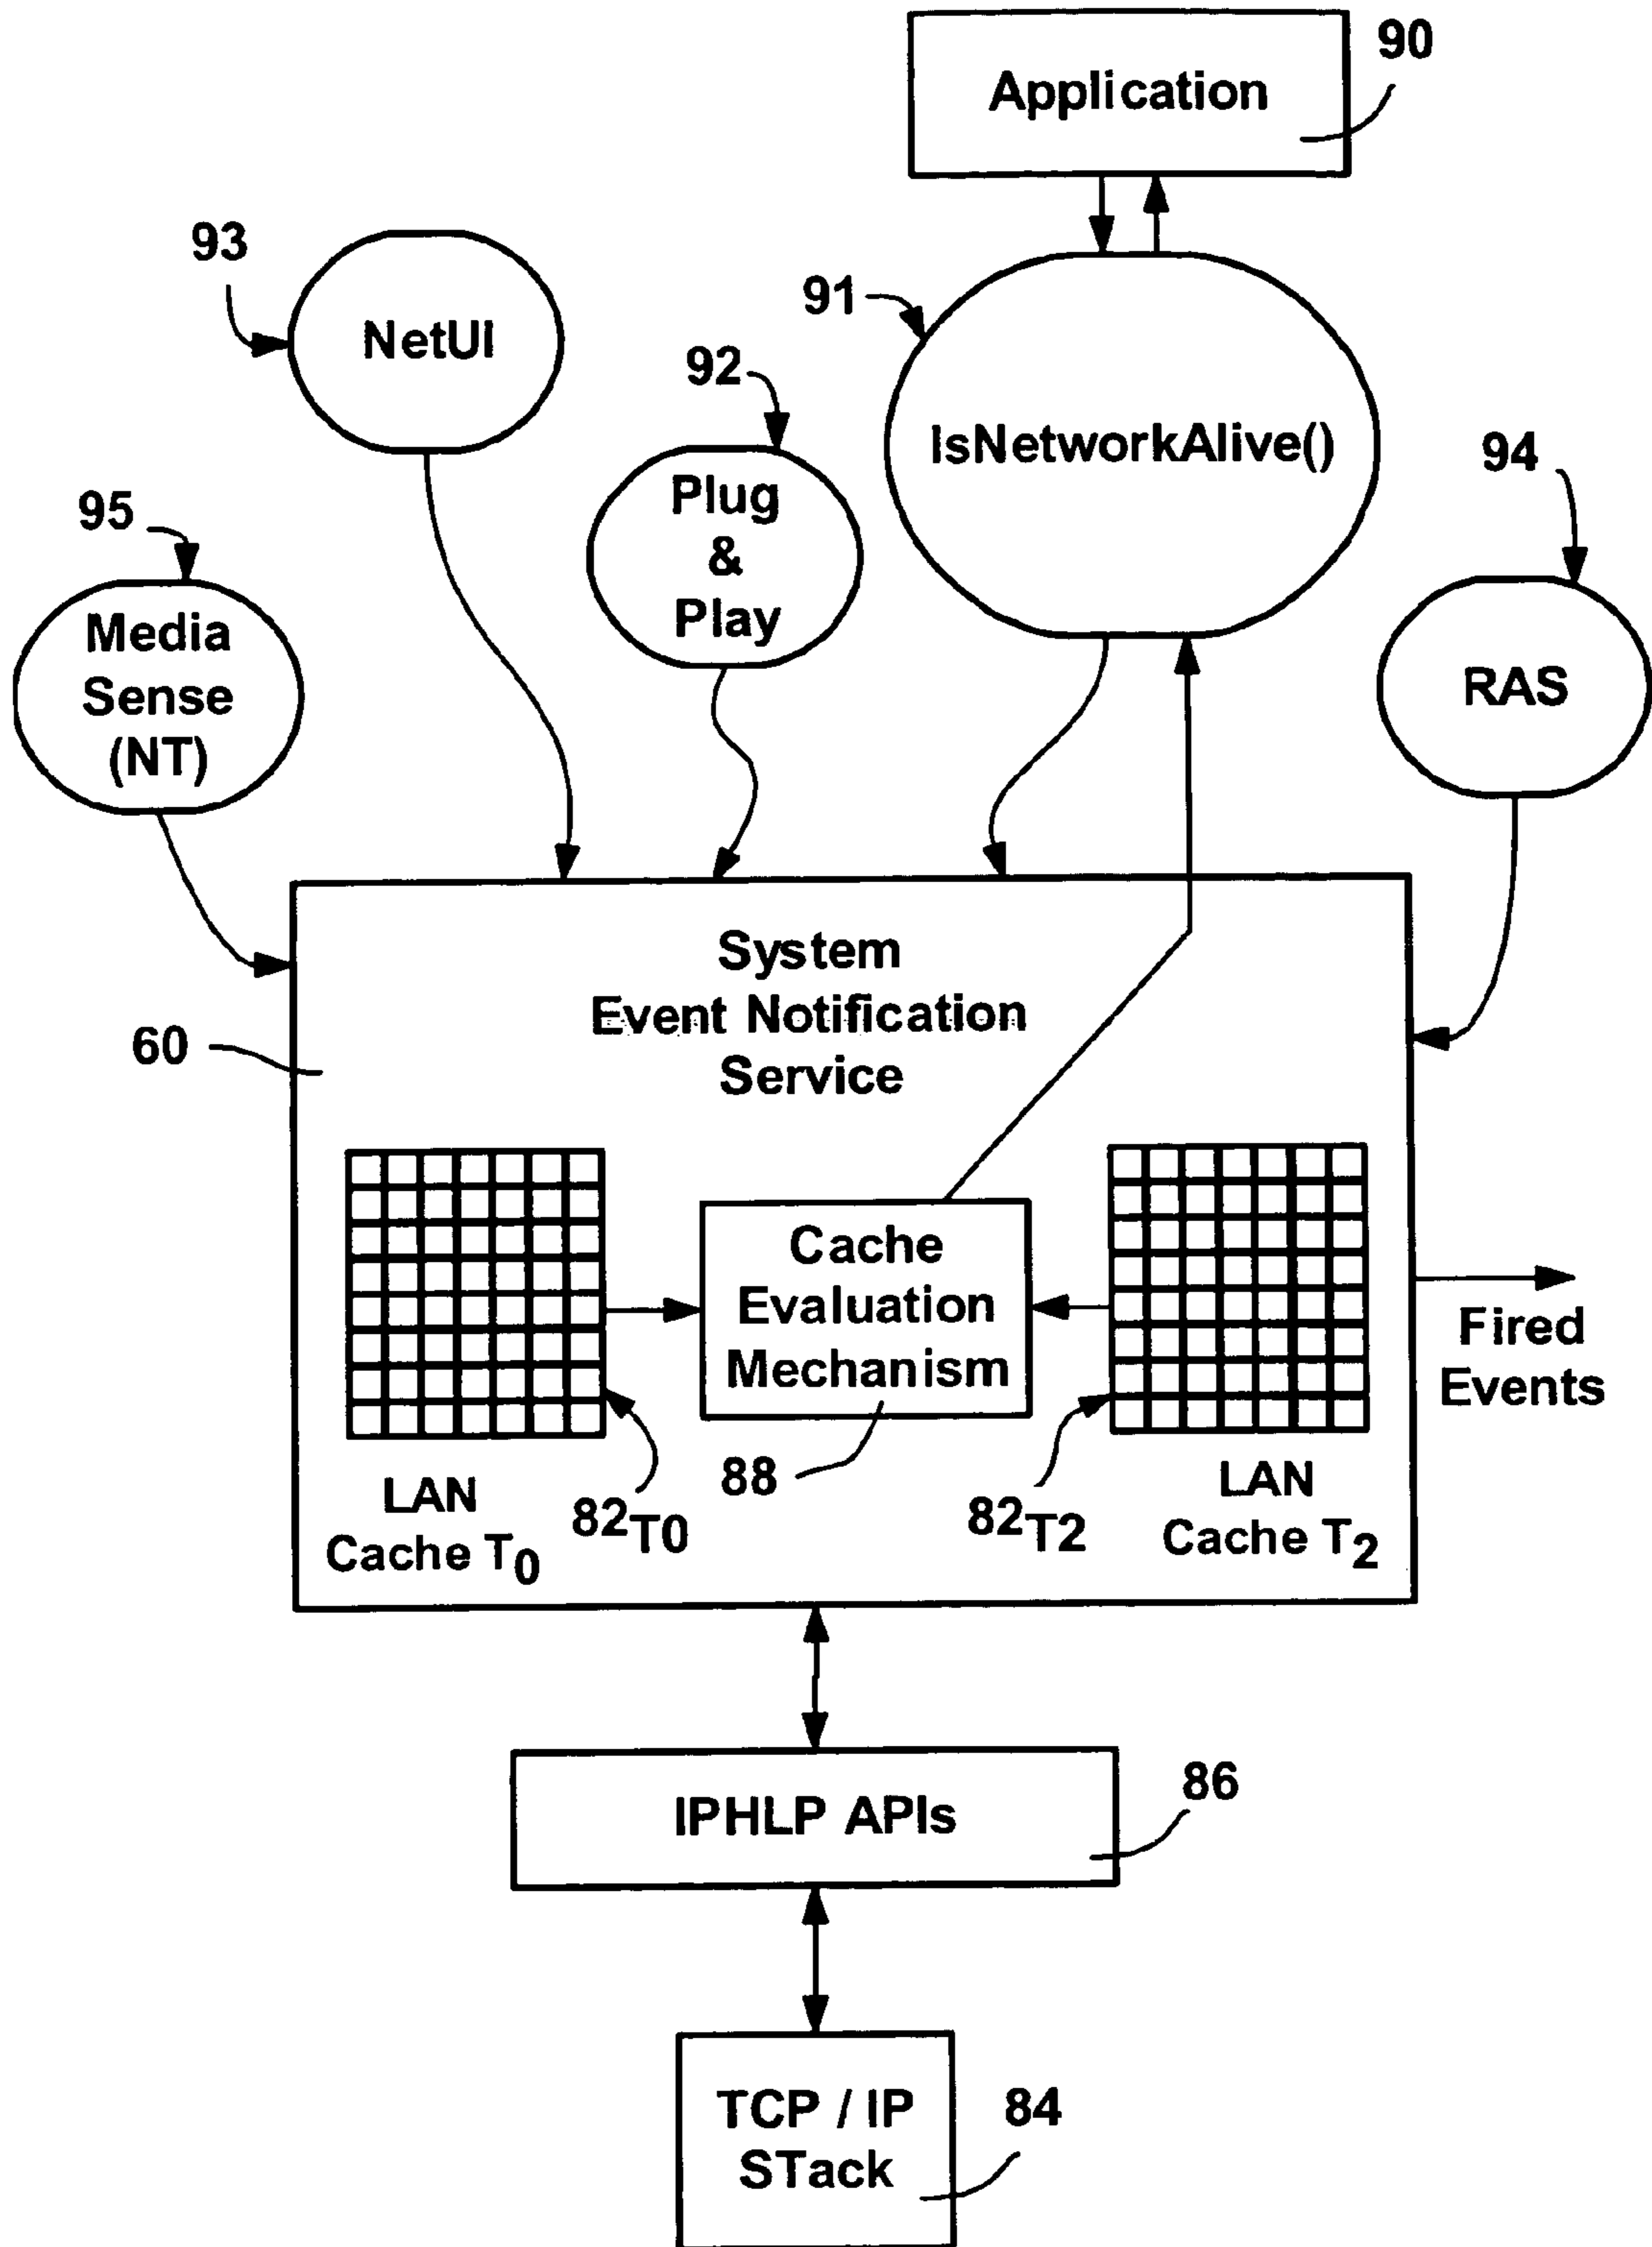 90
Application
93
NetUI
91
92
IsNetworkAlive()
94
95
Plug
&
Play
Media
Sense
(NT)
RAS
System
Event Notification
Service
60
Cache
Evaluation
Mechanism
Fired
Events
LAN
Cache T0
82T0
88
82T2
LAN
Cache T2
IPHLP APIs
86
TCP / IP
STack
84